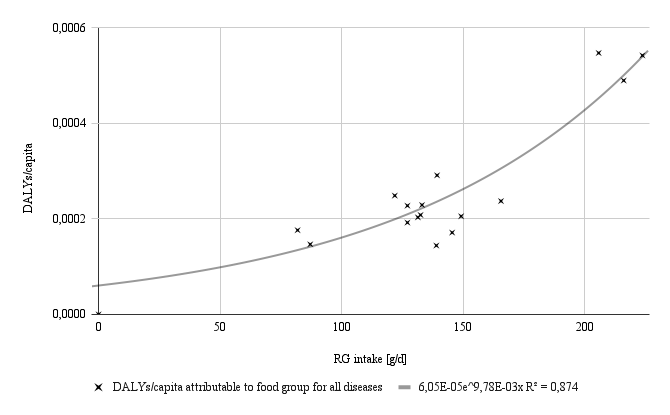 0,0006
0,0004
0,0002
0,0000
DALYs/capita
0 50 100 150 200
RG intake [g/d]
DALYs/capita attributable to food group for all diseases 6,05E-05e^9,78E-03x R² = 0,874